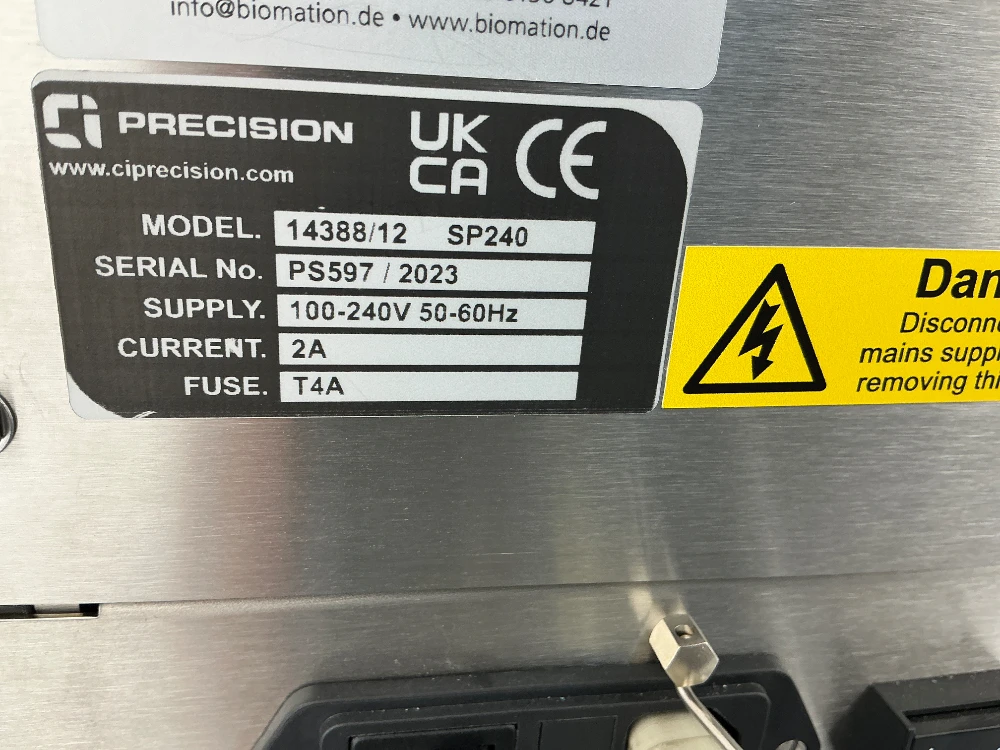 info@biomation.de • www.biomation.de
PRECISION
www.ciprecision.com
UK
CA
CE
MODEL. 14388/12 SP240
SERIAL No. PS597 / 2023
SUPPLY. 100-240V 50-60Hz
CURRENT. 2A
FUSE. T4A
Dan
Disconne
mains suppl
removing thi